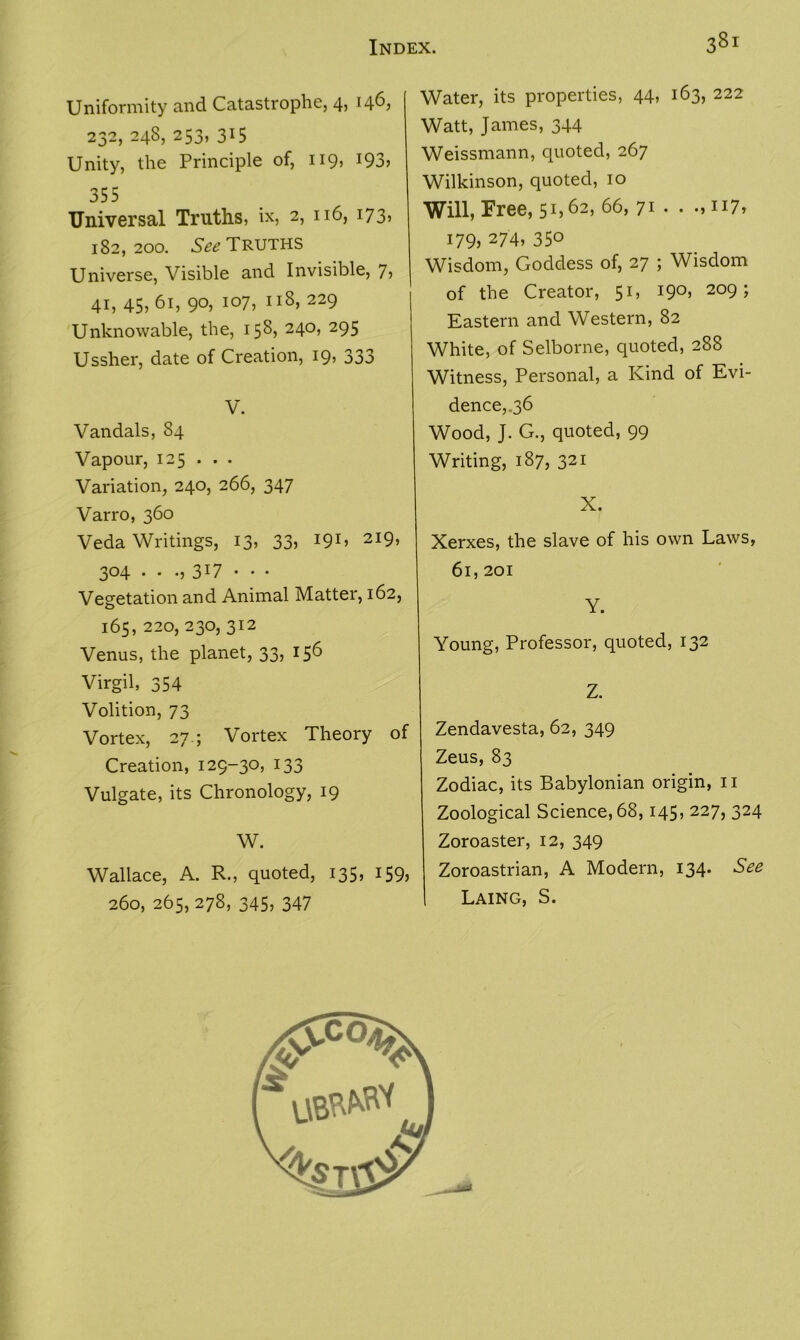 Index.
381
Uniformity and Catastrophe, 4, 146,
232, 248, 253, 315
Unity, the Principle of, 119, 193,
355
Universal Truths, ix, 2, 116, 173,
182, 200. See Truths
Universe, Visible and Invisible, 7,
41, 45, 61, 90, 107, 118, 229
Unknowable, the, 158, 240, 295
Ussher, date of Creation, 19, 333
V.
Vandals, 84
Vapour, 125 . . .
Variation, 240, 266, 347
Varro, 360
Veda Writings, 13, 33, 191, 219,
304 . . ., 317 . . .
Vegetation and Animal Matter, 162,
165, 220, 230, 312
Venus, the planet, 33, 156
Virgil, 354
Volition, 73
Vortex, 27 ; Vortex Theory of
Creation, 129-30, 133
Vulgate, its Chronology, 19
W.
Wallace, A. R., quoted, 135, 159,
260, 265, 278, 345, 347
Water, its properties, 44, 163, 222
Watt, James, 344
Weissmann, quoted, 267
Wilkinson, quoted, 10
Will, Free, 51, 62, 66, 71 . . ., 117,
179, 274, 350
Wisdom, Goddess of, 27 ; Wisdom
of the Creator, 51, 190, 209 ;
Eastern and Western, 82
White, of Selborne, quoted, 288
Witness, Personal, a Kind of Evi-
dence, 36
Wood, J. G., quoted, 99
Writing, 187, 321
X.
Xerxes, the slave of his own Laws,
61, 201
Y.
Young, Professor, quoted, 132
Z.
Zendavesta, 62, 349
Zeus, 83
Zodiac, its Babylonian origin, 11
Zoological Science, 68, 145, 227, 324
Zoroaster, 12, 349
Zoroastrian, A Modern, 134. See
Laing, S.
WELLCOME
LIBRARY
INSTITUTE